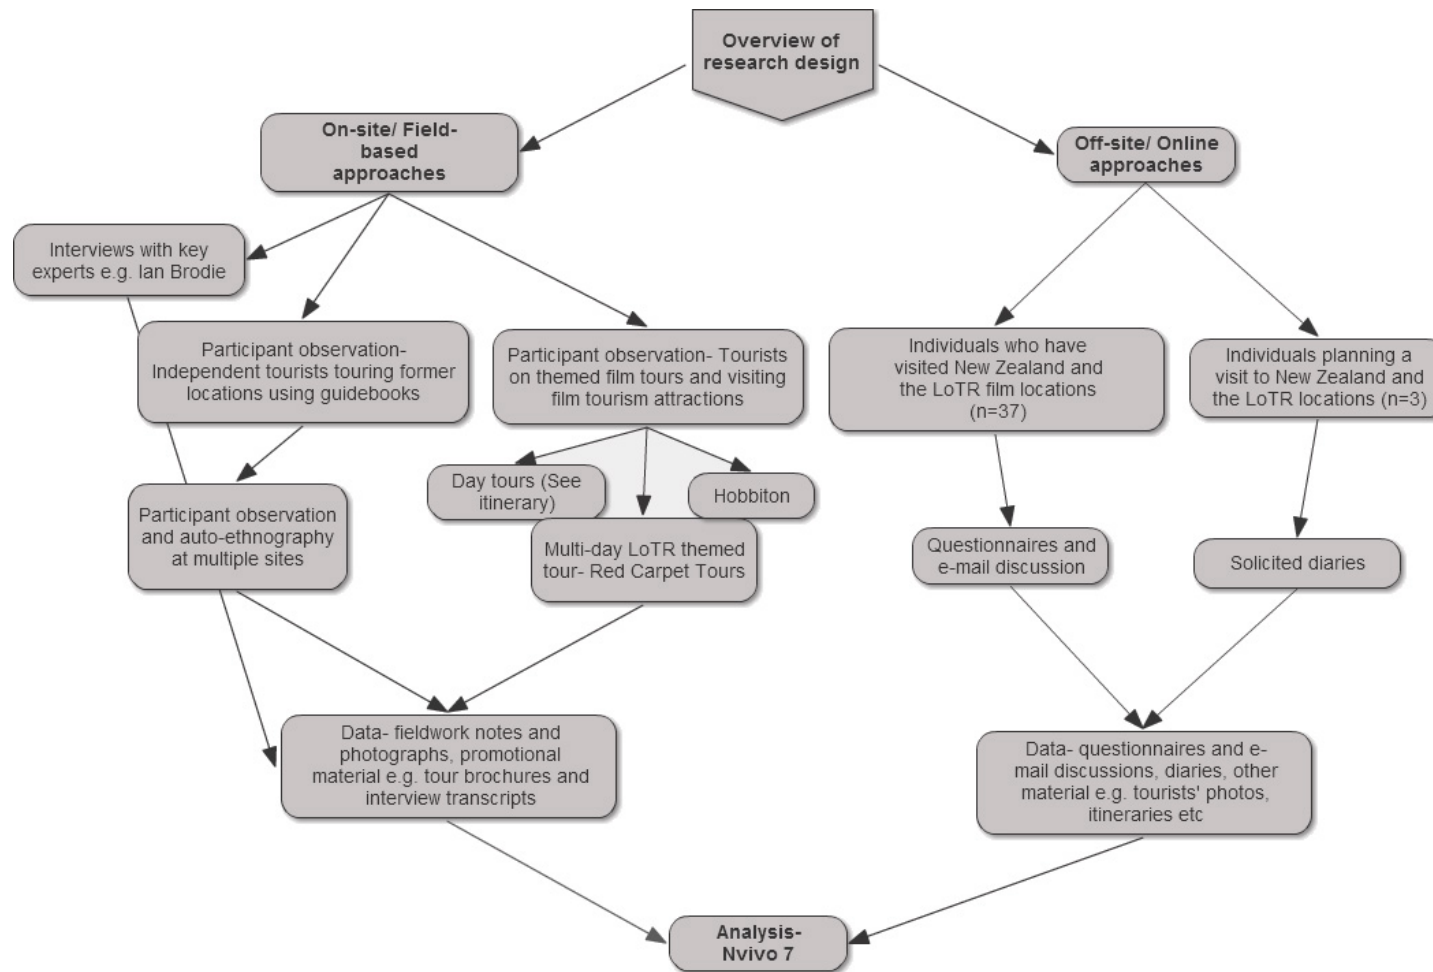 Overview of
research design
On-site/ Field-
based
approaches
Off-site/ Online
approaches
Interviews with key
experts e.g. Ian Brodie
Participant observation-
Independent tourists touring former
locations using guidebooks
Participant observation- Tourists
on themed film tours and visiting
film tourism attractions
Individuals who have
visited New Zealand and
the LoTR film locations
(n=37)
Individuals planning a
visit to New Zealand and
the LoTR locations (n=3)
Day tours (See
itinerary)
Hobbiton
Participant observation
and auto-ethnography
at multiple sites
Multi-day LoTR themed
tour- Red Carpet Tours
Questionnaires and
e-mail discussion
Solicited diaries
Data- fieldwork notes and
photographs, promotional
material e.g. tour brochures and
interview transcripts
Data- questionnaires and e-
mail discussions, diaries, other
material e.g. tourists' photos,
itineraries etc
Analysis-
Nvivo 7